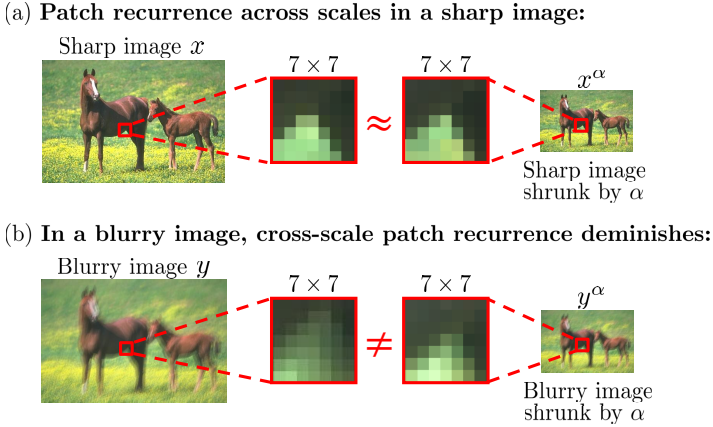 (a) Patch recurrence across scales in a sharp image:
Sharp image x
7 × 7
7 × 7
x^α
≈
Sharp image
shrunk by α
(b) In a blurry image, cross-scale patch recurrence deminishes:
Blurry image y
7 × 7
7 × 7
y^α
≠
Blurry image
shrunk by α